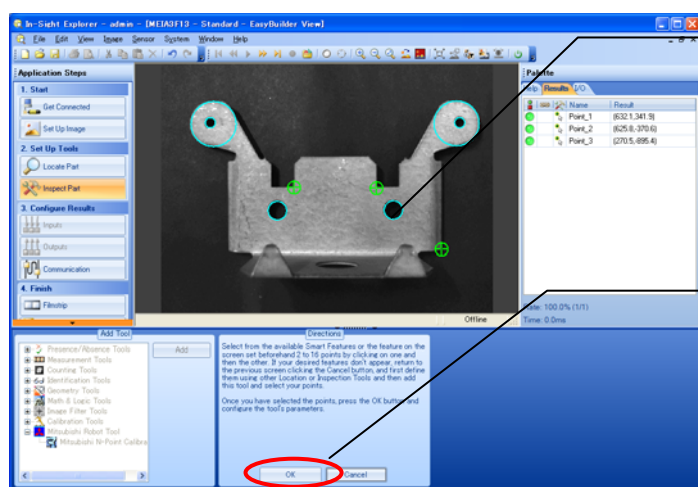 In-Sight Explorer - admin - [MEIA3F13 - Standard - EasyBuilder View]
File Edit View Image Sensor System Window Help
Application Steps
1. Start
Get Connected
Set Up Image
2. Set Up Tools
Locate Part
Inspect Part
3. Configure Results
Inputs
Outputs
Communication
4. Finish
Filmstrip
Offline
Palette
Help Results I/O
Name Result
Point_1 (632.1,341.9)
Point_2 (625.8,-370.6)
Point_3 (270.5,-895.4)
Rate: 100.0% (1/1)
Time: 0.0ms
Add Tool
Presence/Absence Tools
Measurement Tools
Counting Tools
Identification Tools
Geometry Tools
Math & Logic Tools
Image Filter Tools
Calibration Tools
Mitsubishi Robot Tool
Mitsubishi N-Point Calibra
Add
Directions
Select from the available Smart Features or the feature on the
screen set beforehand 2 to 16 points by clicking on one and
then the other. If your desired features don't appear, return to
the previous screen clicking the Cancel button, and first define
them using other Location or Inspection Tools and then add
this tool and select your points.
Once you have selected the points, press the OK button and
configure the tool's parameters.
OK Cancel